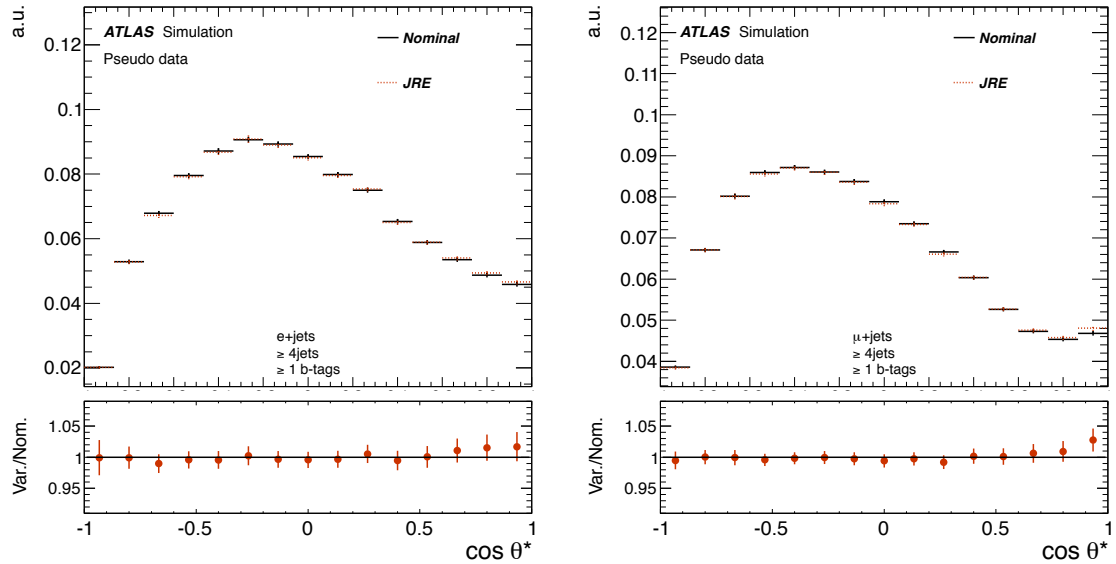 a.u.
ATLAS Simulation
Pseudo data
Nominal
JRE
0.12
0.1
0.08
0.06
0.04
0.02
e+jets
≥ 4jets
≥ 1 b-tags
Var./Nom.
1.05
1
0.95
-1 -0.5 0 0.5 1
cos θ*
a.u.
ATLAS Simulation
Pseudo data
Nominal
JRE
0.12
0.11
0.1
0.09
0.08
0.07
0.06
0.05
0.04
μ+jets
≥ 4jets
≥ 1 b-tags
Var./Nom.
1.05
1
0.95
-1 -0.5 0 0.5 1
cos θ*